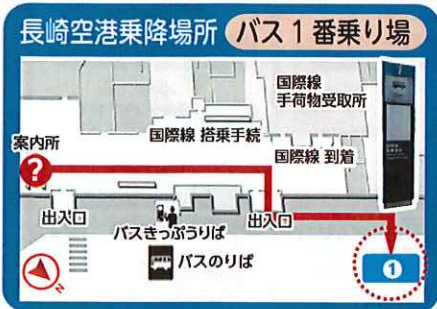 長崎空港乗降場所
バス1番乗り場
国際線
手荷物受取所
国際線 搭乗手続
国際線 到着
案内所
?
出入口
出入口
バスきっぷうりば
バスのりば
1
N